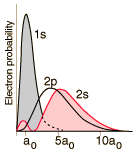 Electron probability
1s
2p
2s
a₀ 5a₀ 10a₀